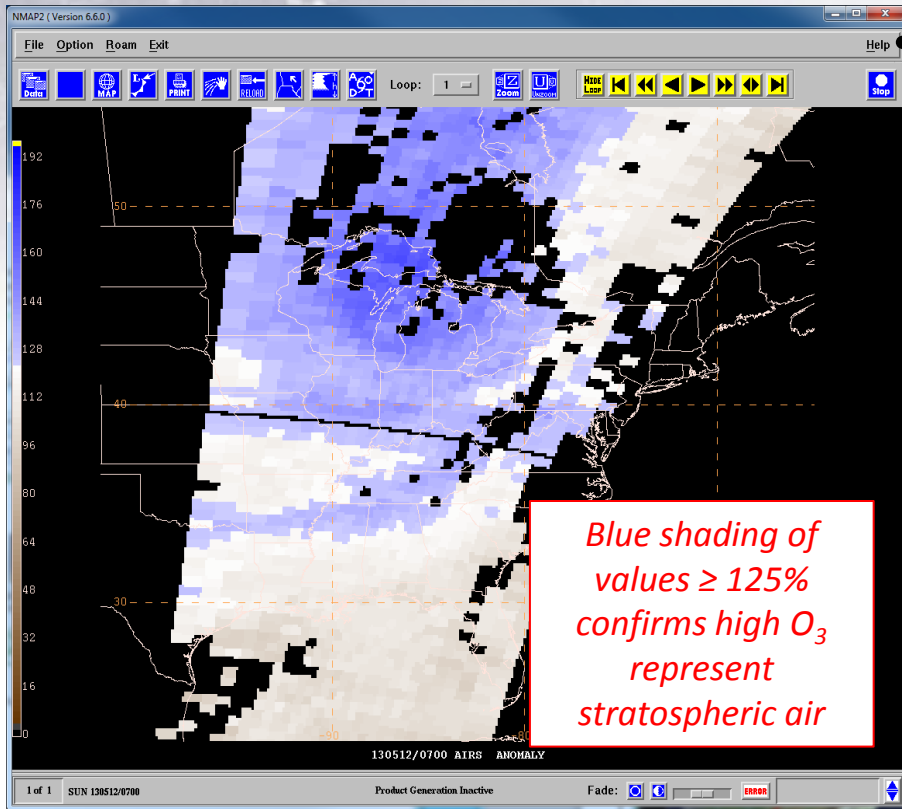 NMAP2 ( Version 6.6.0 )
File Option Roam Exit Help
Data MAP PRINT RELOAD Loop: 1 Zoom UNZOOM HIDE LOOP Stop
192
176
160
144
128
112
96
80
64
48
32
16
0
50
40
30
-90
-80
Blue shading of
values ≥ 125%
confirms high O₃
represent
stratospheric air
130512/0700 AIRS ANOMALY
1 of 1 SUN 130512/0700 Product Generation Inactive Fade: ERROR